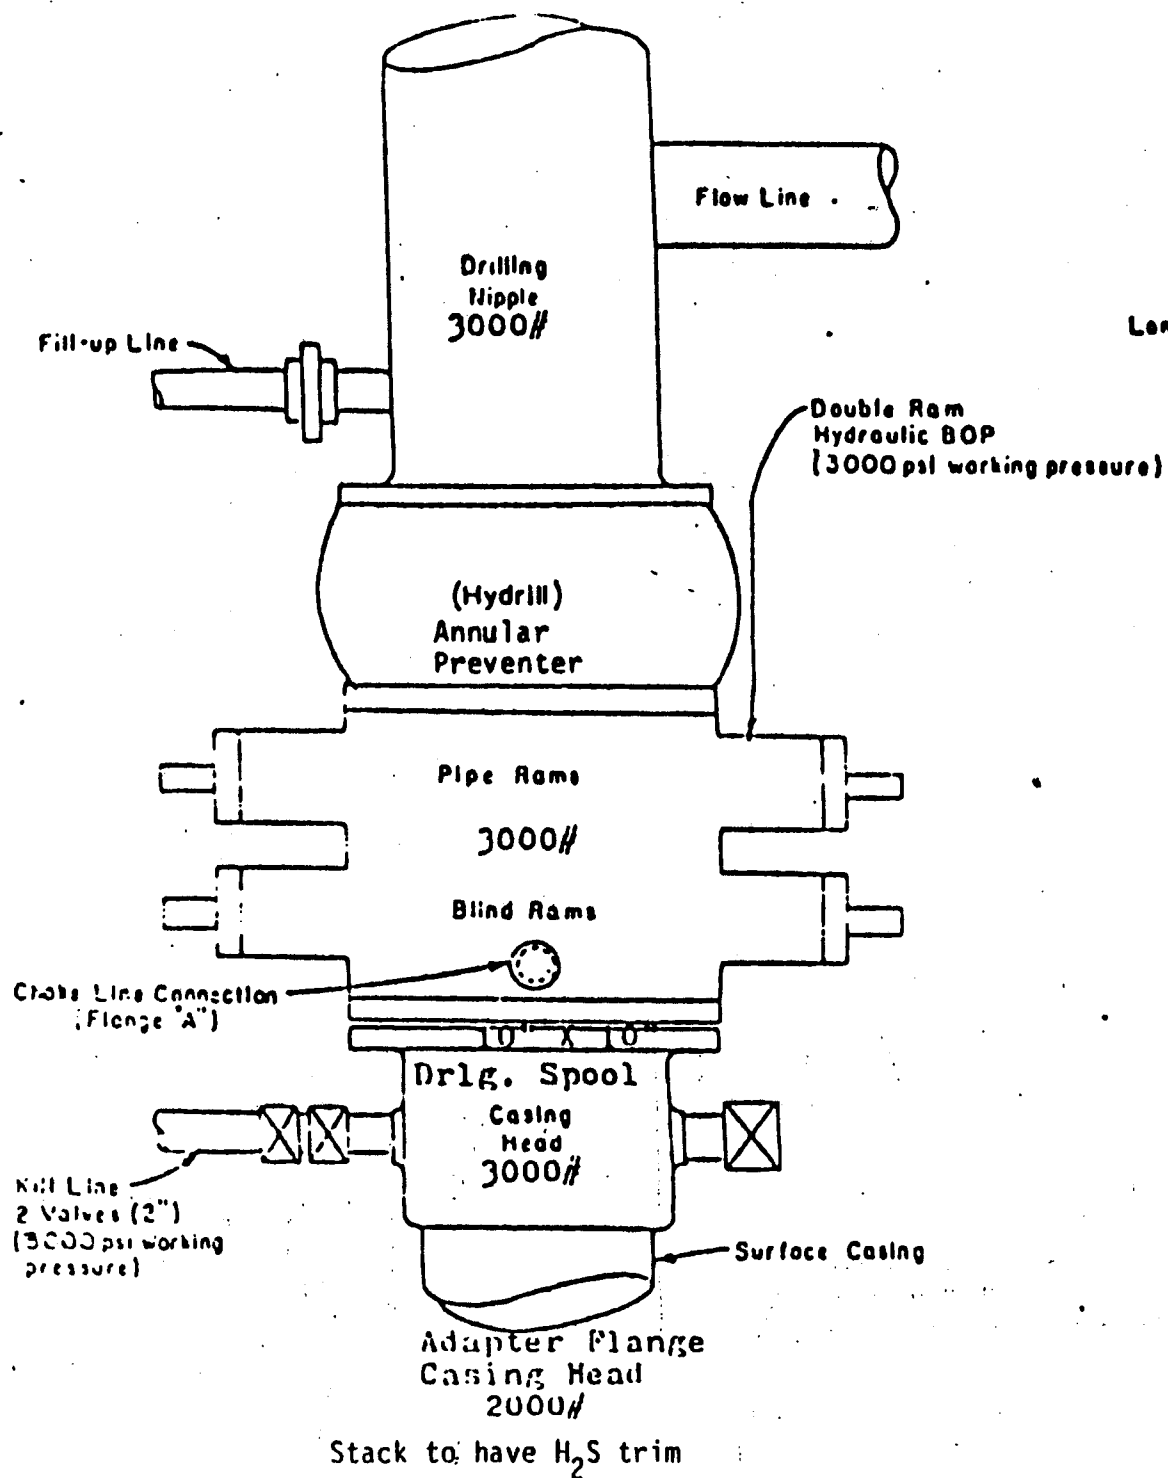 Flow Line
Drilling
Nipple
3000#
Fill-up Line
Double Ram
Hydraulic BOP
(3000 psi working pressure)
(Hydrill)
Annular
Preventer
Pipe Rams
3000#
Blind Rams
Choke Line Connection
(Flange "A")
Drlg. Spool
Casing
Head
3000#
Kill Line
2 Valves (2")
(3000 psi working
pressure)
Surface Casing
Adapter Flange
Casing Head
2000#
Stack to have H₂S trim